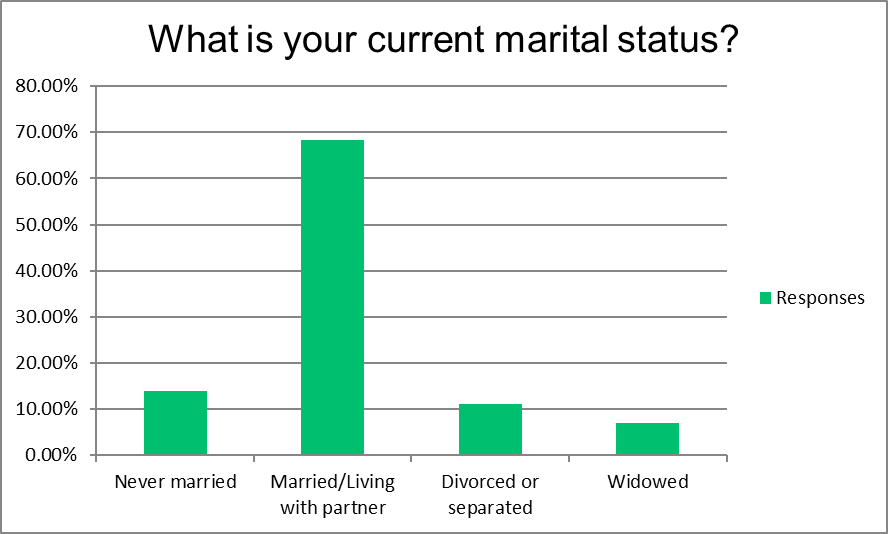 What is your current marital status?
80.00%
70.00%
60.00%
50.00%
40.00%
30.00%
20.00%
10.00%
0.00%
Never married
Married/Living
with partner
Divorced or
separated
Widowed
Responses